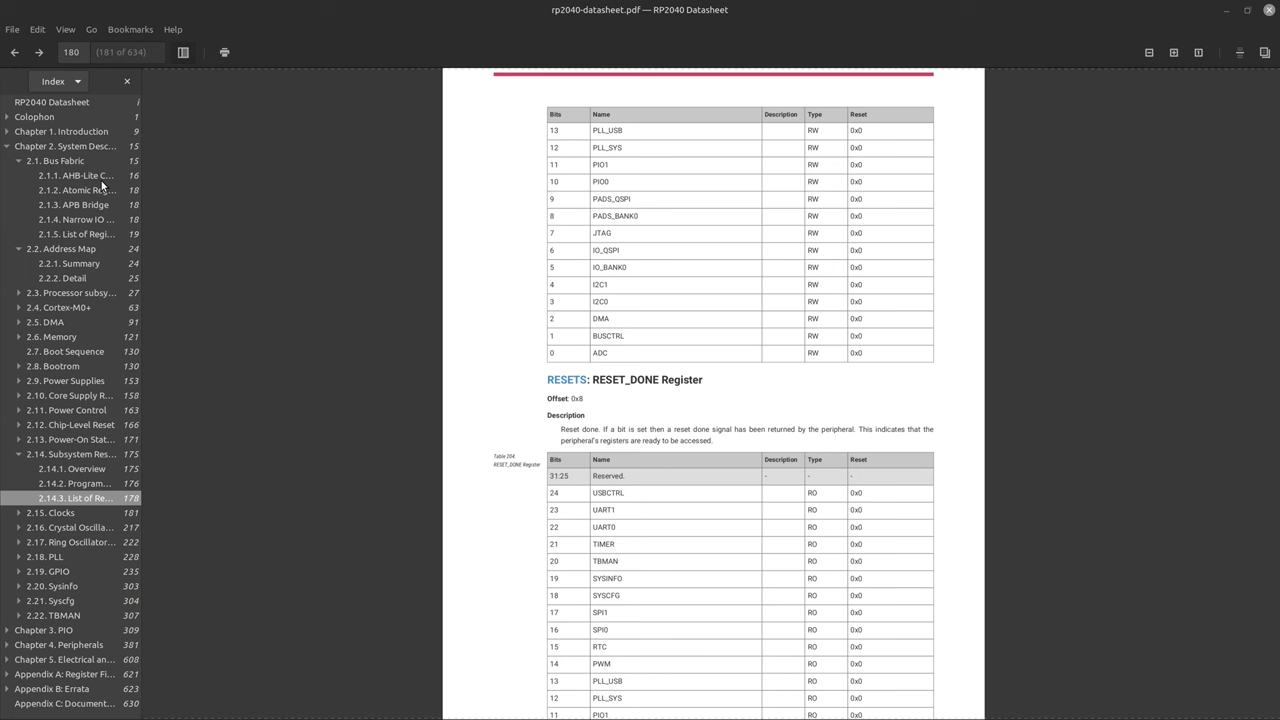 rp2040-datasheet.pdf — RP2040 Datasheet
File Edit View Go Bookmarks Help
180 (181 of 634)
Index
RP2040 Datasheet i
Colophon 1
Chapter 1. Introduction 9
Chapter 2. System Desc... 15
2.1. Bus Fabric 15
2.1.1. AHB-Lite C... 16
2.1.2. Atomic Reg... 18
2.1.3. APB Bridge 18
2.1.4. Narrow IO ... 18
2.1.5. List of Regi... 19
2.2. Address Map 24
2.2.1. Summary 24
2.2.2. Detail 25
2.3. Processor subsy... 27
2.4. Cortex-M0+ 63
2.5. DMA 91
2.6. Memory 121
2.7. Boot Sequence 130
2.8. Bootrom 130
2.9. Power Supplies 153
2.10. Core Supply R... 158
2.11. Power Control 164
2.12. Chip-Level Reset 166
2.13. Power-On Stat... 171
2.14. Subsystem Res... 175
2.14.1. Overview 175
2.14.2. Program... 176
2.14.3. List of Re... 178
2.15. Clocks 181
2.16. Crystal Oscilla... 217
2.17. Ring Oscillator... 222
2.18. PLL 228
2.19. GPIO 235
2.20. Sysinfo 303
2.21. Syscfg 304
2.22. TBMAN 307
Chapter 3. PIO 309
Chapter 4. Peripherals 381
Chapter 5. Electrical an... 608
Appendix A: Register Fi... 621
Appendix B: Errata 623
Appendix C: Document... 630
Bits Name Description Type Reset
13 PLL_USB RW 0x0
12 PLL_SYS RW 0x0
11 PIO1 RW 0x0
10 PIO0 RW 0x0
9 PADS_QSPI RW 0x0
8 PADS_BANK0 RW 0x0
7 JTAG RW 0x0
6 IO_QSPI RW 0x0
5 IO_BANK0 RW 0x0
4 I2C1 RW 0x0
3 I2C0 RW 0x0
2 DMA RW 0x0
1 BUSCTRL RW 0x0
0 ADC RW 0x0
RESETS: RESET_DONE Register
Offset: 0x8
Description
Reset done. If a bit is set then a reset done signal has been returned by the peripheral. This indicates that the
peripheral's registers are ready to be accessed.
Table 204.
RESET_DONE Register
Bits Name Description Type Reset
31:25 Reserved. - - -
24 USBCTRL RO 0x0
23 UART1 RO 0x0
22 UART0 RO 0x0
21 TIMER RO 0x0
20 TBMAN RO 0x0
19 SYSINFO RO 0x0
18 SYSCFG RO 0x0
17 SPI1 RO 0x0
16 SPI0 RO 0x0
15 RTC RO 0x0
14 PWM RO 0x0
13 PLL_USB RO 0x0
12 PLL_SYS RO 0x0
11 PIO1 RO 0x0